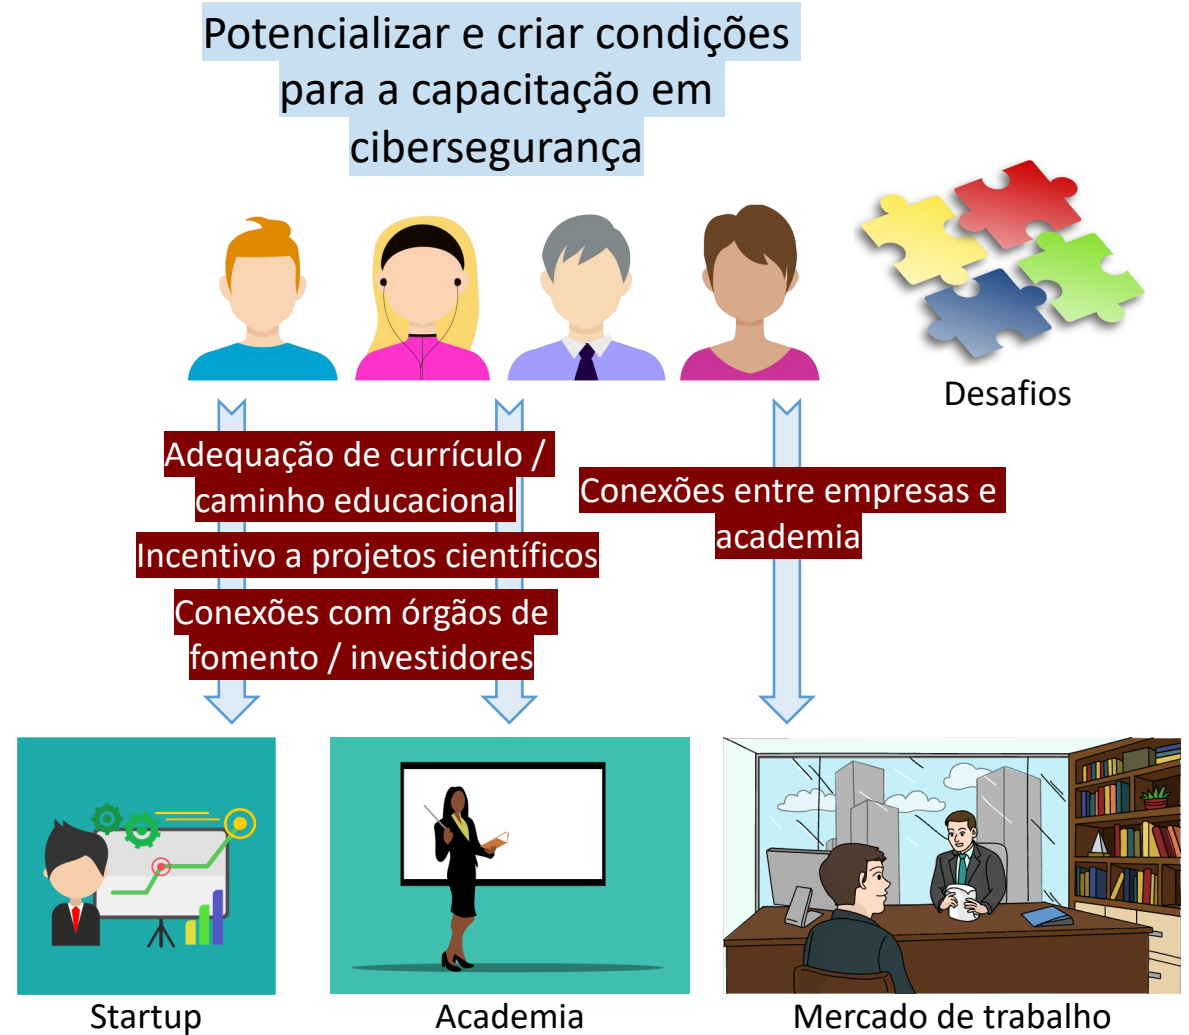 Potencializar e criar condições
para a capacitação em
cibersegurança
Desafios
Adequação de currículo /
caminho educacional
Conexões entre empresas e
academia
Incentivo a projetos científicos
Conexões com órgãos de
fomento / investidores
Startup
Academia
Mercado de trabalho